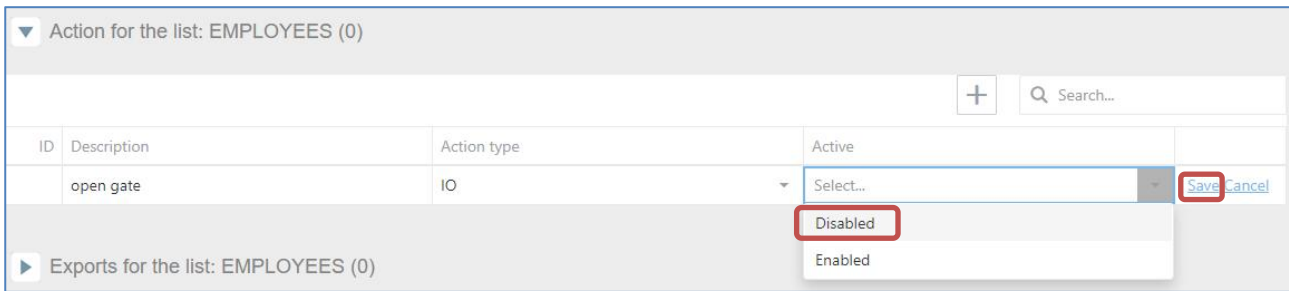 Action for the list: EMPLOYEES (0)
Search...
ID Description Action type Active
open gate IO Select... Save Cancel
Disabled
Enabled
Exports for the list: EMPLOYEES (0)